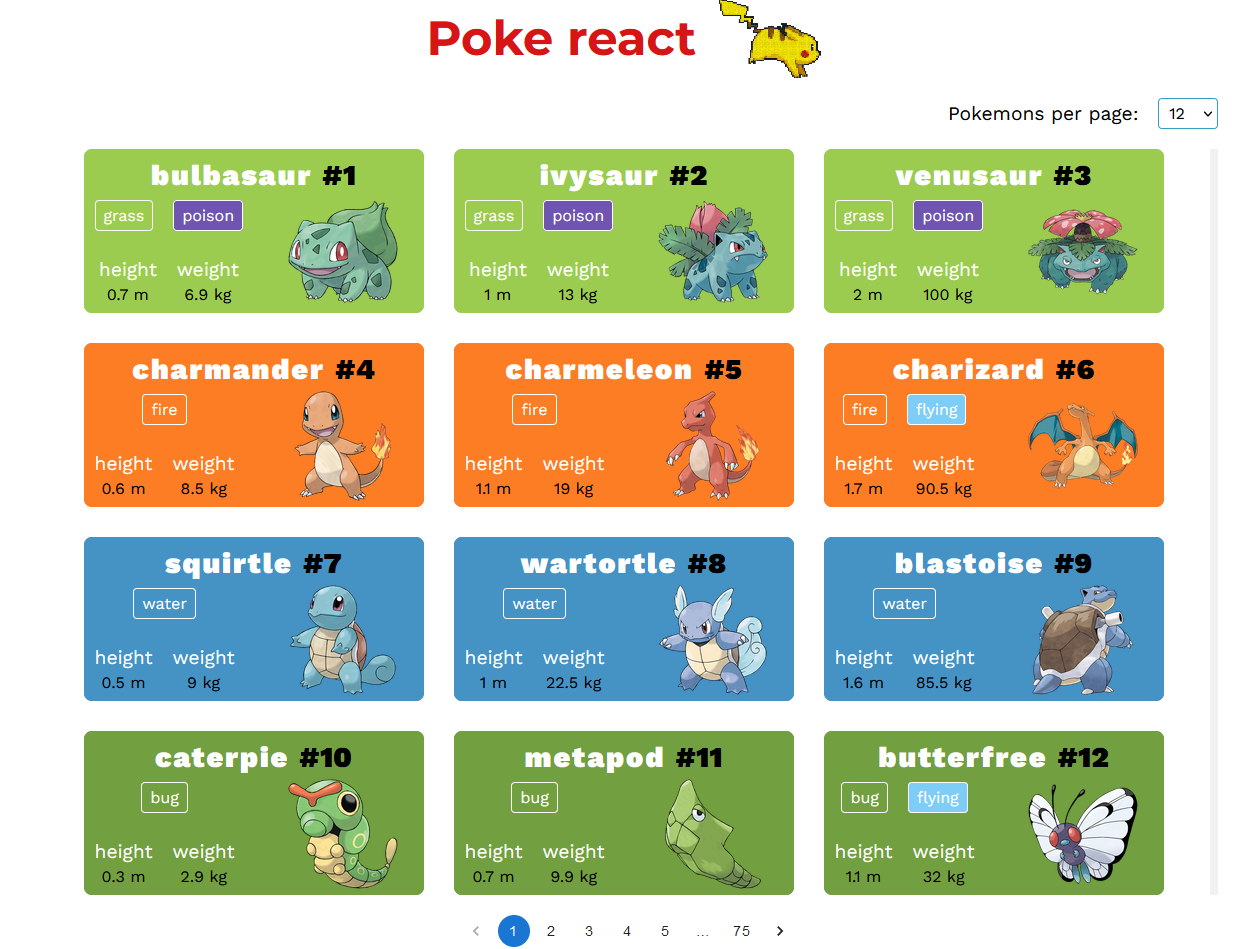 Poke react
Pokemons per page: 12
bulbasaur #1
grass poison
height weight
0.7 m 6.9 kg
ivysaur #2
grass poison
height weight
1 m 13 kg
venusaur #3
grass poison
height weight
2 m 100 kg
charmander #4
fire
height weight
0.6 m 8.5 kg
charmeleon #5
fire
height weight
1.1 m 19 kg
charizard #6
fire flying
height weight
1.7 m 90.5 kg
squirtle #7
water
height weight
0.5 m 9 kg
wartortle #8
water
height weight
1 m 22.5 kg
blastoise #9
water
height weight
1.6 m 85.5 kg
caterpie #10
bug
height weight
0.3 m 2.9 kg
metapod #11
bug
height weight
0.7 m 9.9 kg
butterfree #12
bug flying
height weight
1.1 m 32 kg
‹ 1 2 3 4 5 ... 75 ›